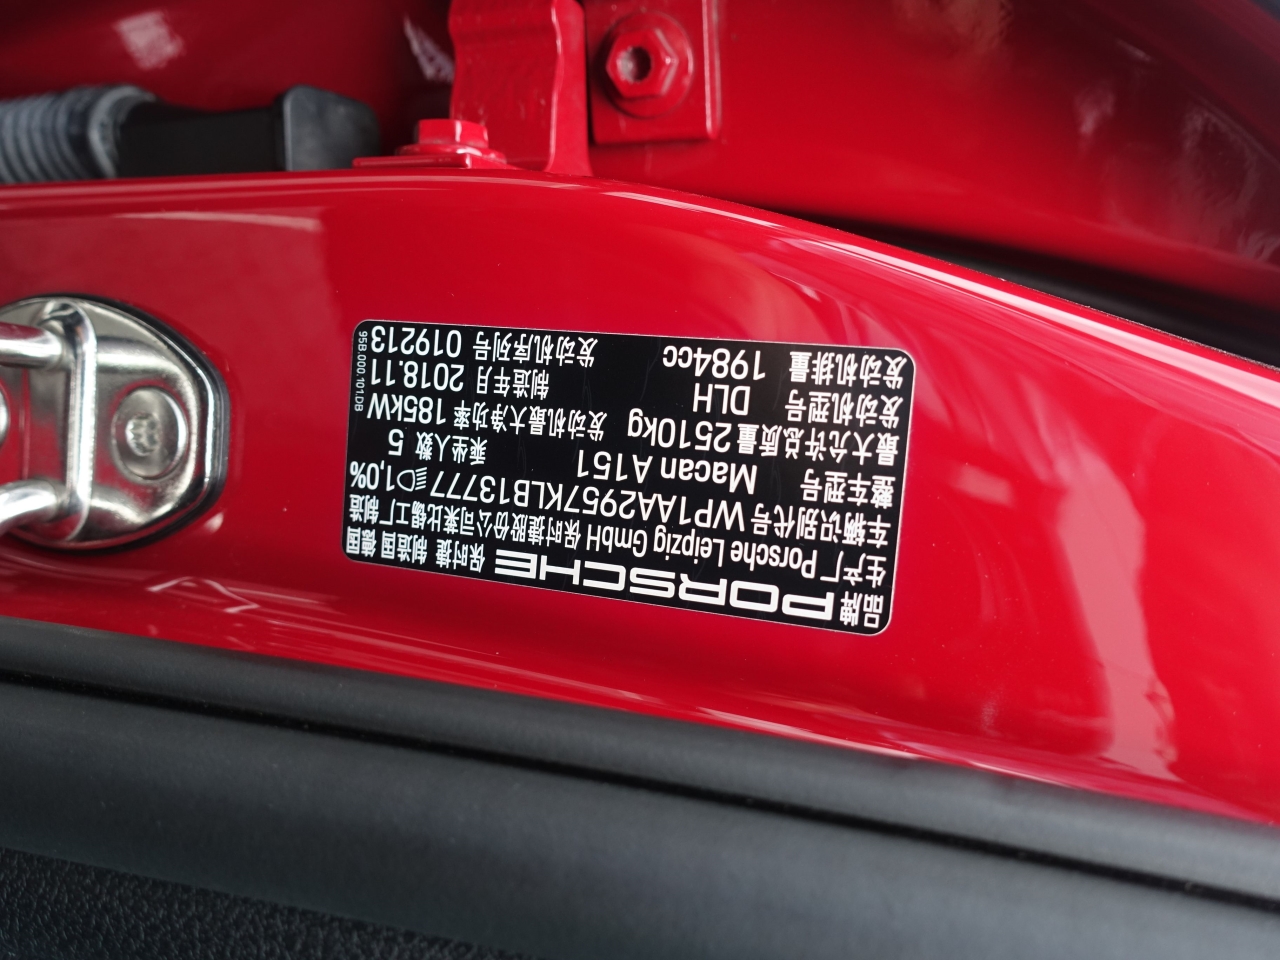 品牌 PORSCHE 保时捷 制造国 德国
生产厂 Porsche Leipzig GmbH 保时捷股份公司莱比锡工厂制造
车辆识别代号 WP1AA2957KLB13777 1,0%
整车型号 Macan A151 乘坐人数 5
最大允许总质量 2510kg 发动机最大净功率 185kW
发动机型号 DLH 制造年月 2018.11
发动机排量 1984cc 发动机序列号 019213
95B.000.101.DB